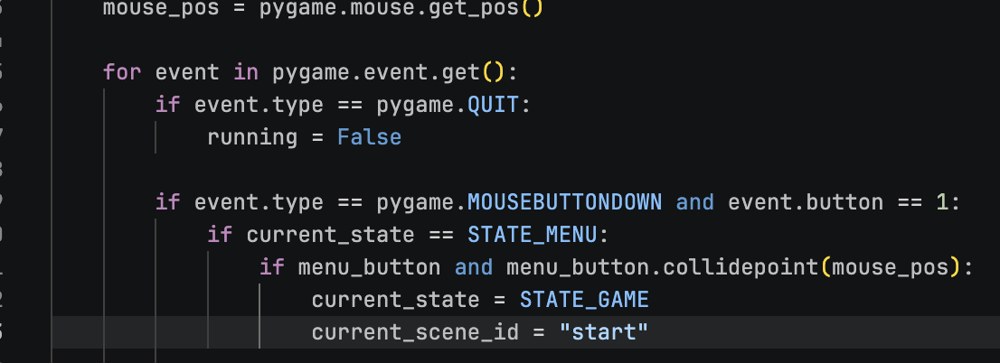 mouse_pos = pygame.mouse.get_pos()
for event in pygame.event.get():
if event.type == pygame.QUIT:
running = False
if event.type == pygame.MOUSEBUTTONDOWN and event.button == 1:
if current_state == STATE_MENU:
if menu_button and menu_button.collidepoint(mouse_pos):
current_state = STATE_GAME
current_scene_id = "start"